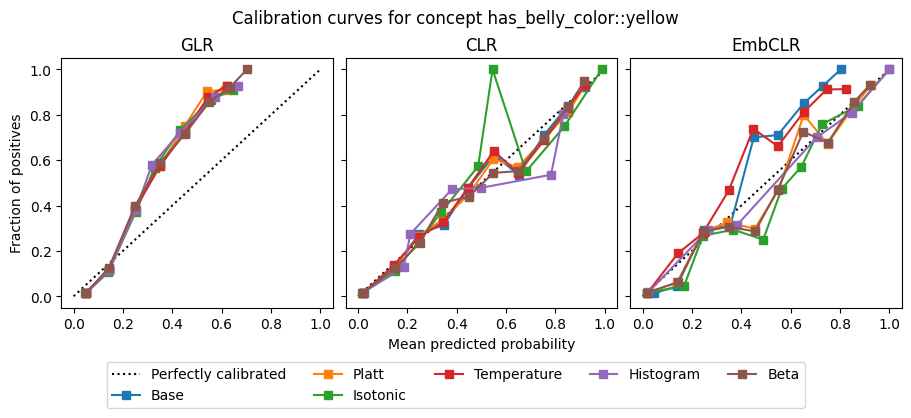 Calibration curves for concept has_belly_color::yellow
GLR
CLR
EmbCLR
Fraction of positives
1.0
0.8
0.6
0.4
0.2
0.0
0.0 0.2 0.4 0.6 0.8 1.0
0.0 0.2 0.4 0.6 0.8 1.0
0.0 0.2 0.4 0.6 0.8 1.0
Mean predicted probability
Perfectly calibrated
Base
Platt
Isotonic
Temperature
Histogram
Beta